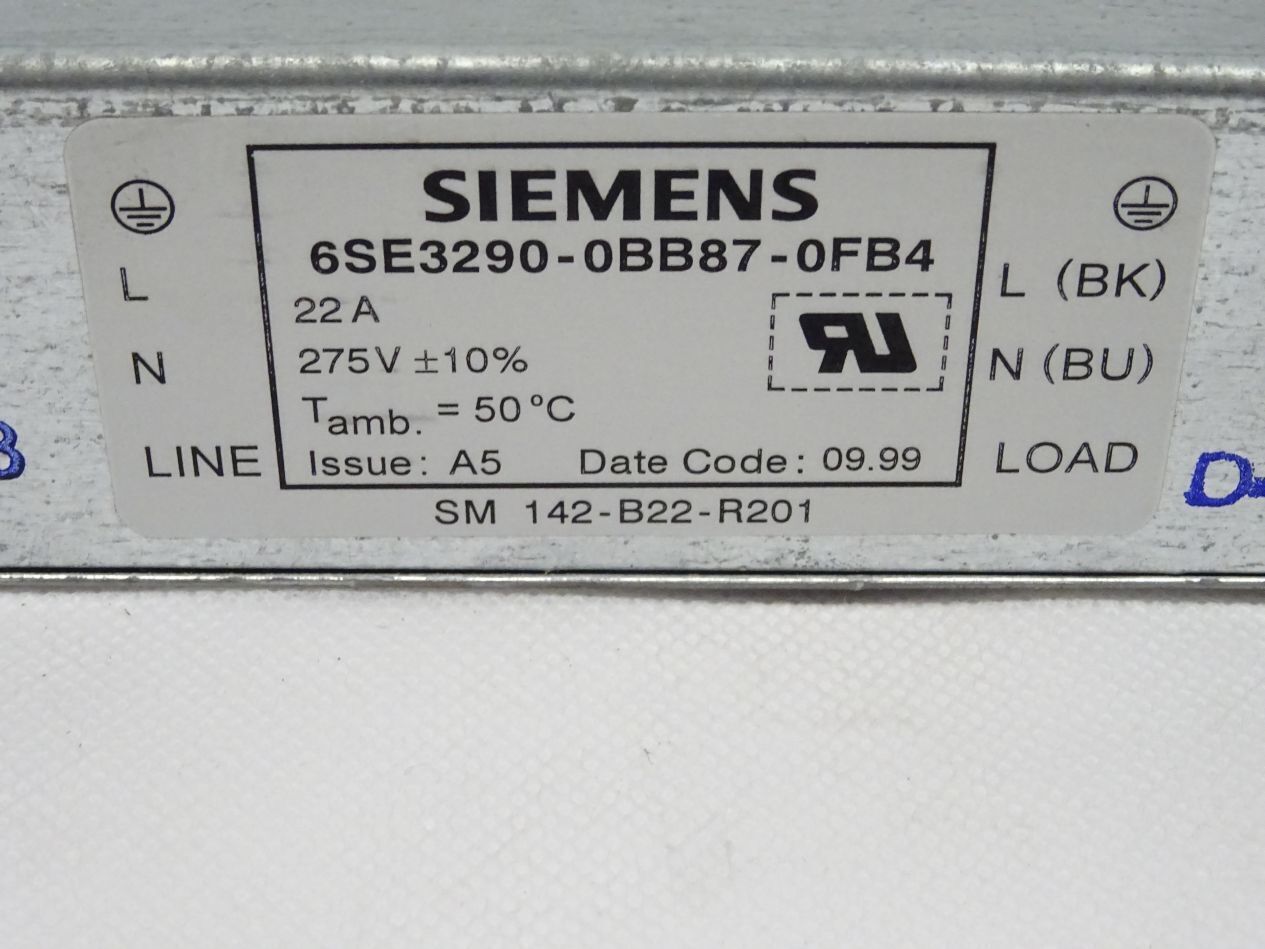 SIEMENS
6SE3290-0BB87-0FB4
L
22 A
L (BK)
N
275V ±10%
N (BU)
Tamb. = 50 °C
LINE
Issue: A5 Date Code: 09.99
LOAD
SM 142-B22-R201